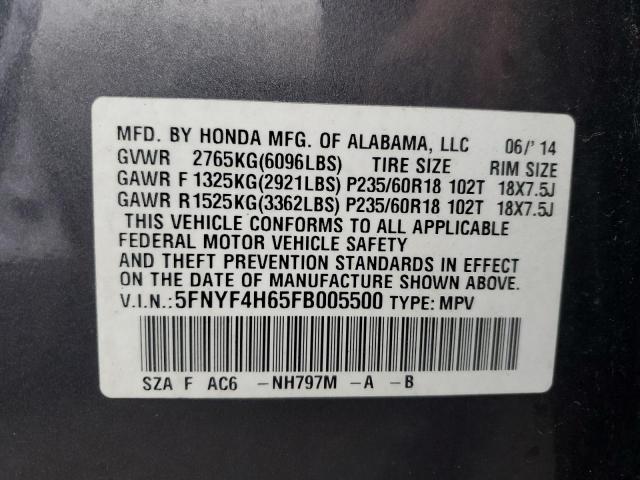 MFD. BY HONDA MFG. OF ALABAMA, LLC 06/'14
GVWR 2765KG(6096LBS) TIRE SIZE RIM SIZE
GAWR F 1325KG(2921LBS) P235/60R18 102T 18X7.5J
GAWR R1525KG(3362LBS) P235/60R18 102T 18X7.5J
THIS VEHICLE CONFORMS TO ALL APPLICABLE
FEDERAL MOTOR VEHICLE SAFETY
AND THEFT PREVENTION STANDARDS IN EFFECT
ON THE DATE OF MANUFACTURE SHOWN ABOVE.
V.I.N.: 5FNYF4H65FB005500 TYPE: MPV
SZA F AC6 -NH797M -A -B